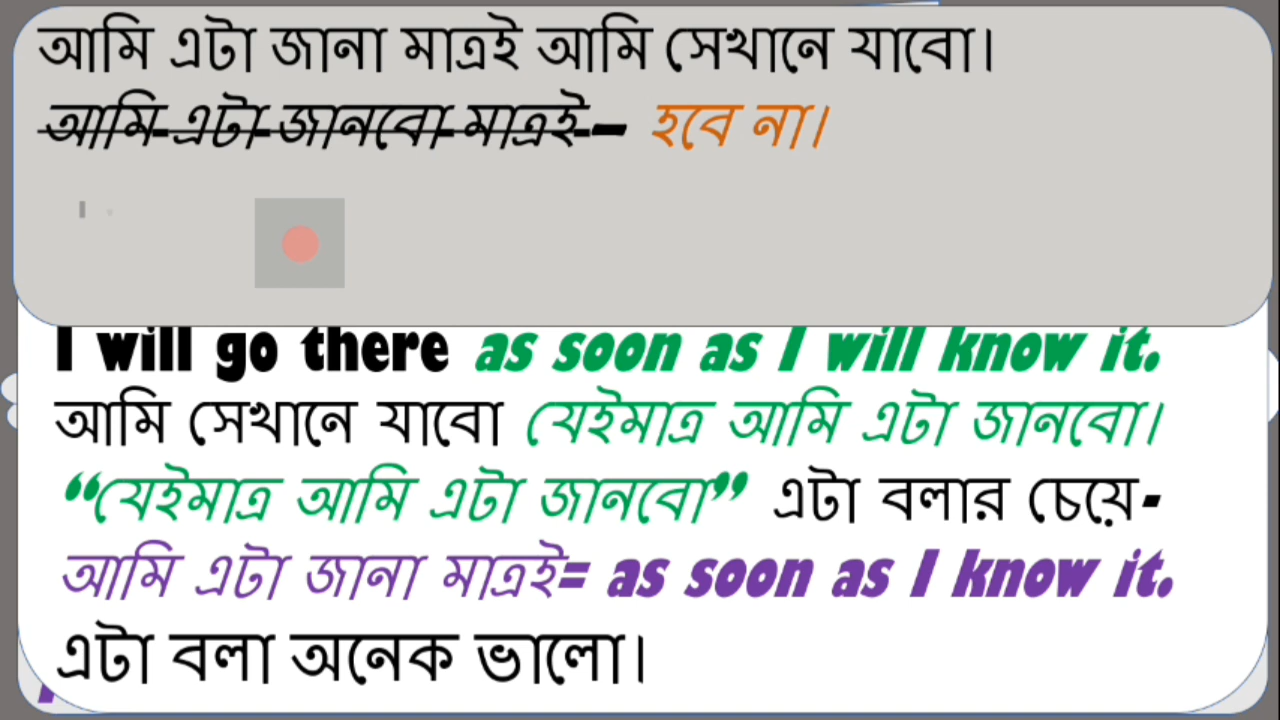 আমি এটা জানা মাত্রই আমি সেখানে যাবো।
আমি এটা জানবো মাত্রই-- হবে না।
I will go there as soon as I will know it.
আমি সেখানে যাবো যেইমাত্র আমি এটা জানবো।
“যেইমাত্র আমি এটা জানবো” এটা বলার চেয়ে-
আমি এটা জানা মাত্রই= as soon as I know it.
এটা বলা অনেক ভালো।